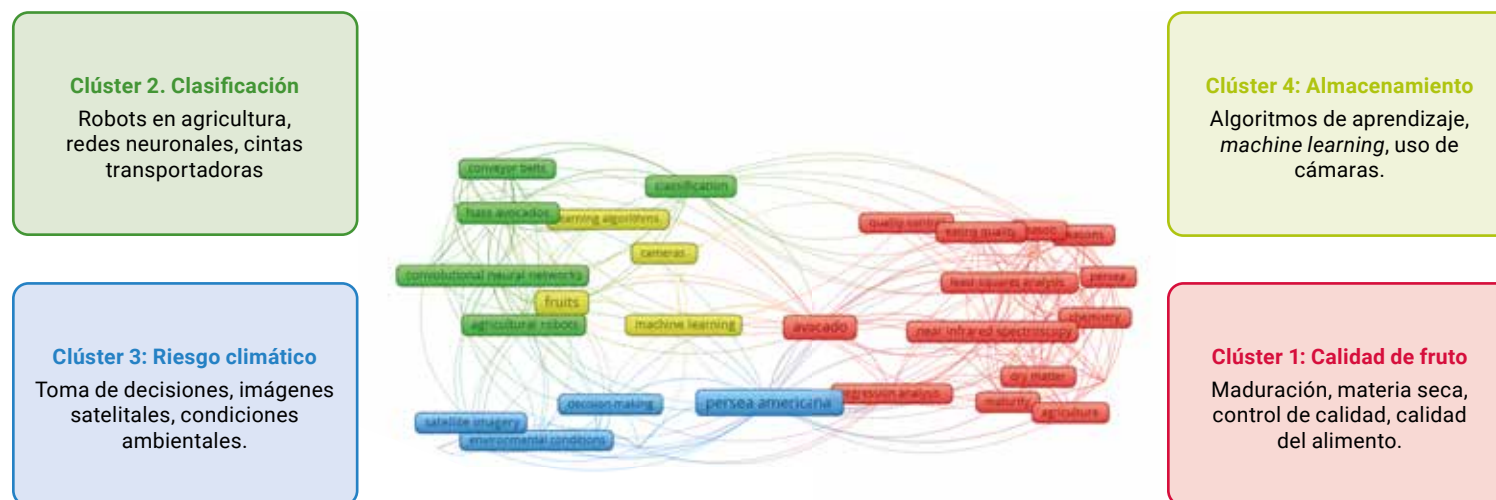 Clúster 2. Clasificación
Robots en agricultura,
redes neuronales, cintas
transportadoras
Clúster 4: Almacenamiento
Algoritmos de aprendizaje,
machine learning, uso de
cámaras.
Clúster 3: Riesgo climático
Toma de decisiones, imágenes
satelitales, condiciones
ambientales.
Clúster 1: Calidad de fruto
Maduración, materia seca,
control de calidad, calidad
del alimento.
conveyor belts
classification
hass avocados
earning algorithms
quality control
eating quality
seasons
cameras
convolutional neural networks
persea
least squares analysis
fruits
agricultural robots
machine learning
avocado
near infrared spectroscopy
chemistry
dry matter
decision making
persea americana
egression analysis
maturity
agriculture
satellite imagery
environmental conditions